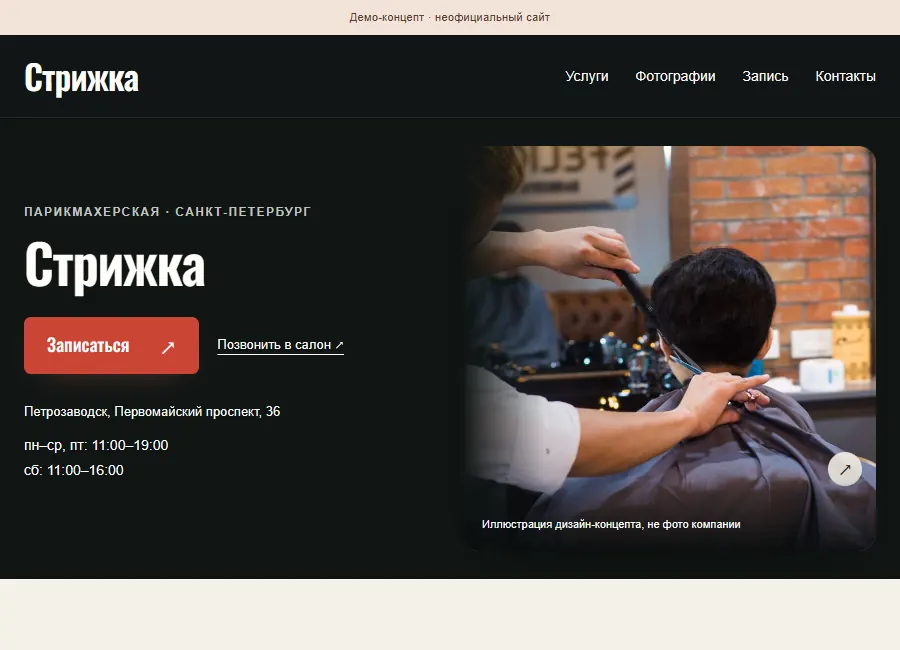 Демо-концепт · неофициальный сайт
Стрижка
Услуги Фотографии Запись Контакты
ПАРИКМАХЕРСКАЯ · САНКТ-ПЕТЕРБУРГ
Стрижка
Записаться ↗
Позвонить в салон ↗
Петрозаводск, Первомайский проспект, 36
пн–ср, пт: 11:00–19:00
сб: 11:00–16:00
Иллюстрация дизайн-концепта, не фото компании